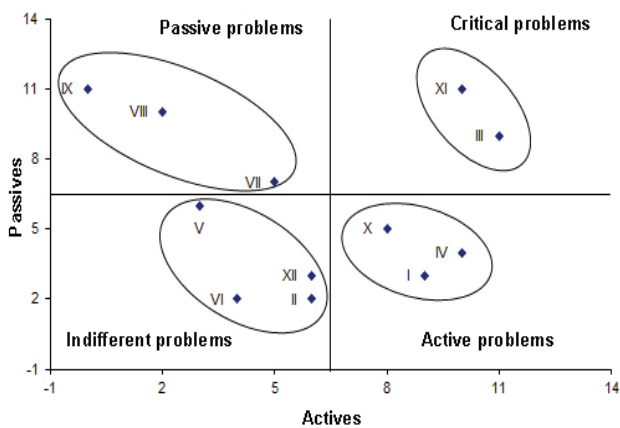 14
Passive problems
Critical problems
11
IX
VIII
XI
III
8
VII
Passives
5
V
X
IV
XII
I
2
VI
II
Indifferent problems
Active problems
-1
-1
2
5
8
11
14
Actives